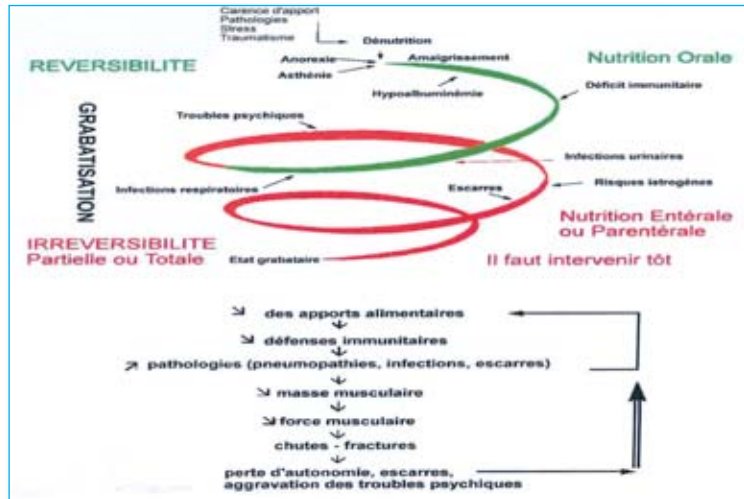 Carence d'apport
Pathologies
Stress
Traumatisme
Dénutrition
Anorexie
Amaigrissement
Asthénie
REVERSIBILITE
Nutrition Orale
Hypoalbuminémie
Déficit immunitaire
Troubles psychiques
GRABATISATION
Infections urinaires
Infections respiratoires
Escarres
Risques iatrogènes
IRREVERSIBILITE
Partielle ou Totale
Nutrition Entérale
ou Parentérale
Etat grabataire
Il faut intervenir tôt
↘ des apports alimentaires
↘ défenses immunitaires
↗ pathologies (pneumopathies, infections, escarres)
↘ masse musculaire
↘ force musculaire
chutes - fractures
perte d'autonomie, escarres,
aggravation des troubles psychiques